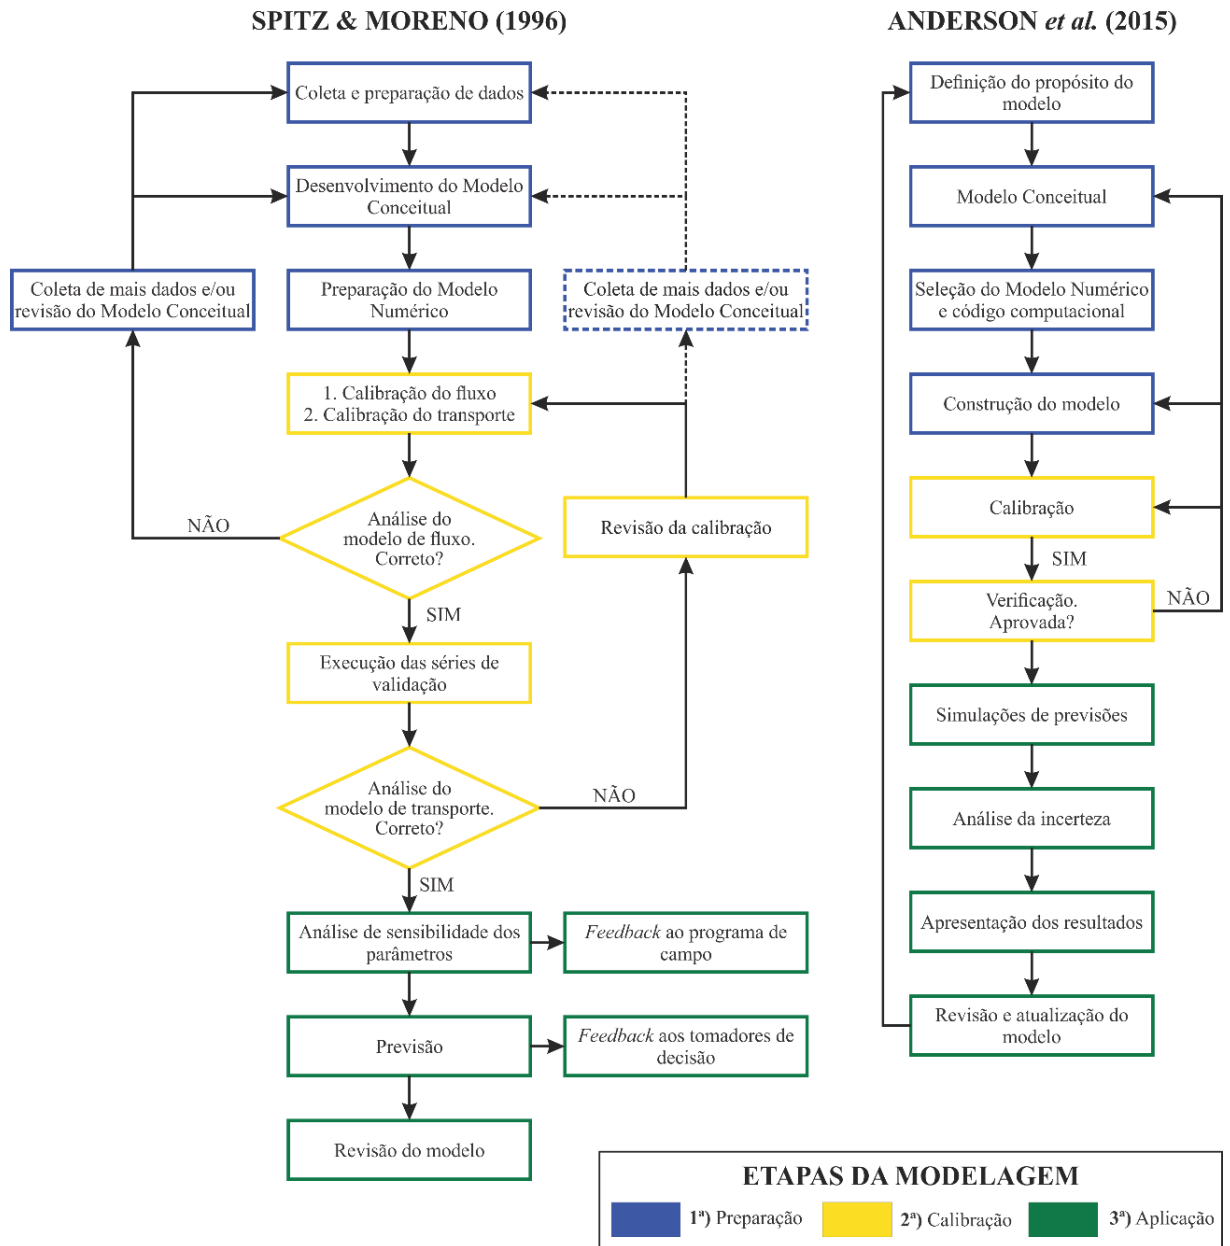 SPITZ & MORENO (1996)
Coleta e preparação de dados
Desenvolvimento do Modelo
Conceitual
Coleta de mais dados e/ou
revisão do Modelo Conceitual
Preparação do Modelo
Numérico
Coleta de mais dados e/ou
revisão do Modelo Conceitual
1. Calibração do fluxo
2. Calibração do transporte
NÃO
Análise do
modelo de fluxo.
Correto?
Revisão da calibração
SIM
Execução das séries de
validação
Análise do
modelo de transporte.
Correto?
NÃO
SIM
Análise de sensibilidade dos
parâmetros
Feedback ao programa de
campo
Previsão
Feedback aos tomadores de
decisão
Revisão do modelo
ANDERSON et al. (2015)
Definição do propósito do
modelo
Modelo Conceitual
Seleção do Modelo Numérico
e código computacional
Construção do modelo
Calibração
SIM
Verificação.
Aprovada?
NÃO
Simulações de previsões
Análise da incerteza
Apresentação dos resultados
Revisão e atualização do
modelo
ETAPAS DA MODELAGEM
1ª) Preparação
2ª) Calibração
3ª) Aplicação